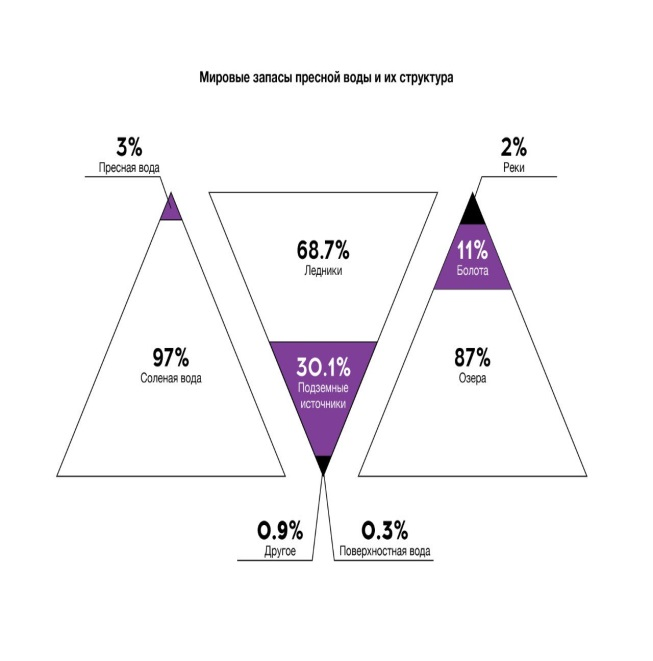 Мировые запасы пресной воды и их структура
3%
Пресная вода
2%
Реки
68.7%
Ледники
11%
Болота
97%
Соленая вода
30.1%
Подземные
источники
87%
Озера
0.9%
Другое
0.3%
Поверхностная вода